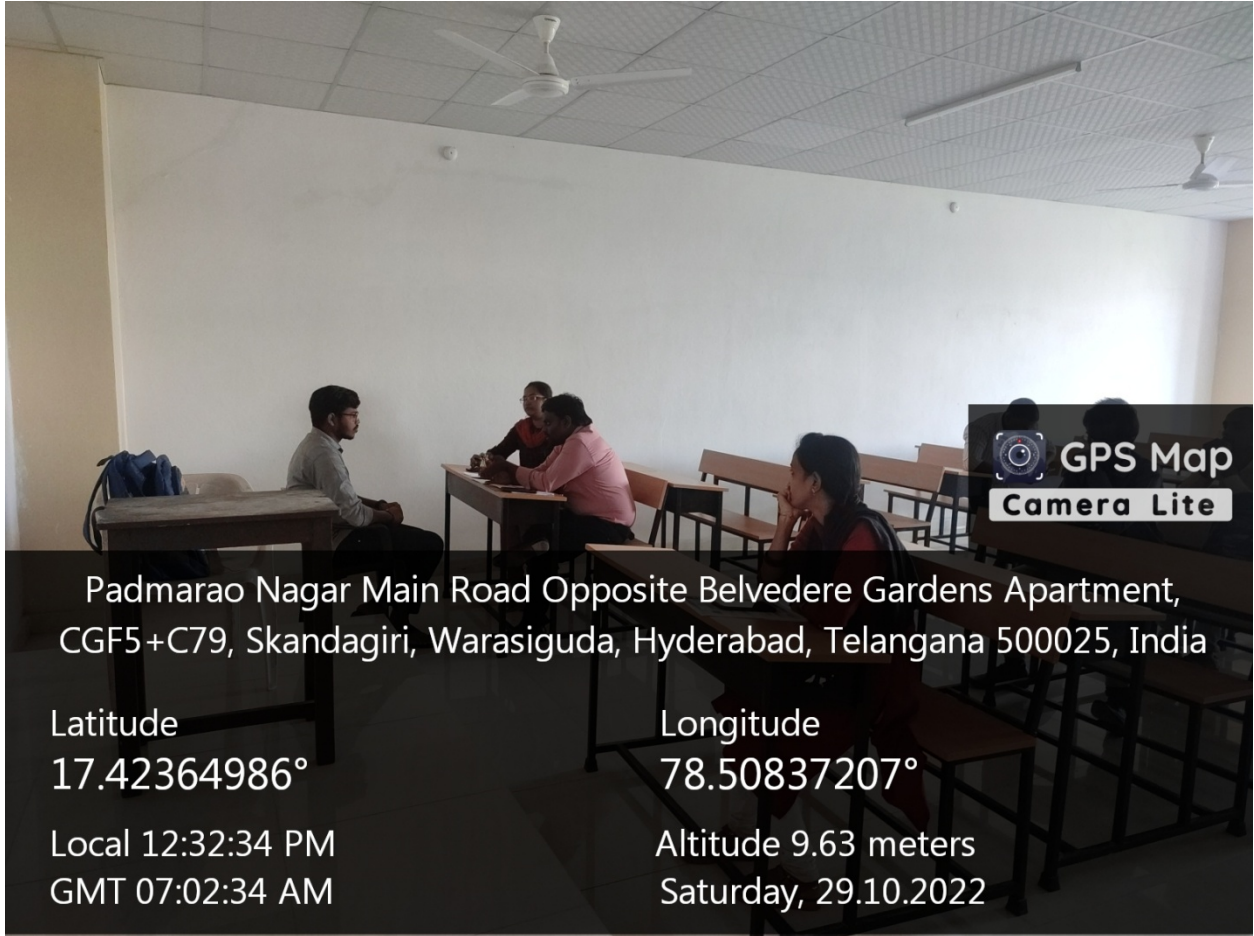 GPS Map
Camera Lite
Padmarao Nagar Main Road Opposite Belvedere Gardens Apartment,
CGF5+C79, Skandagiri, Warasiguda, Hyderabad, Telangana 500025, India
Latitude
17.42364986°
Longitude
78.50837207°
Local 12:32:34 PM
GMT 07:02:34 AM
Altitude 9.63 meters
Saturday, 29.10.2022